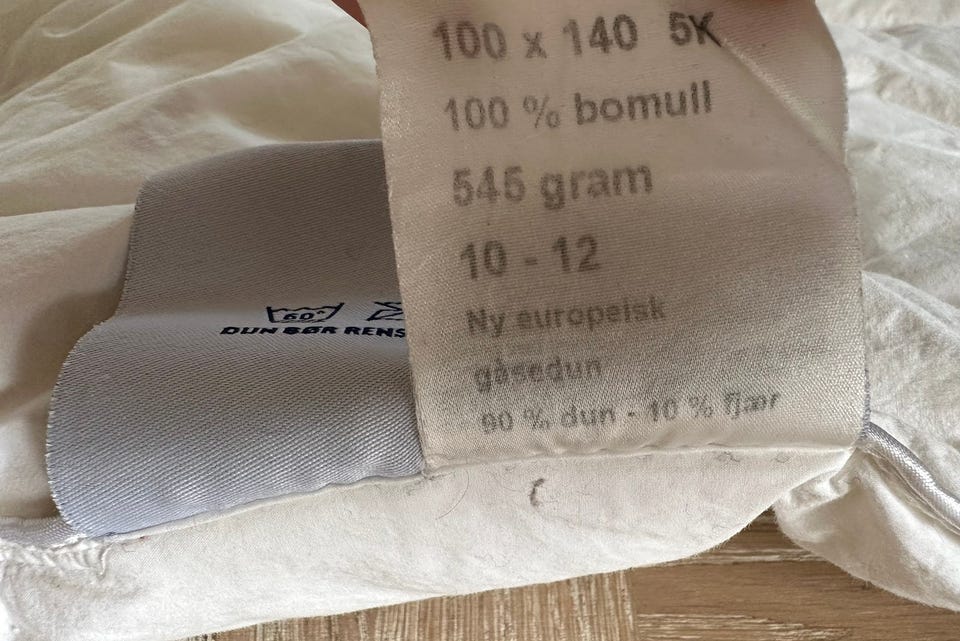 100 x 140 5K
100 % bomull
545 gram
10 - 12
Ny europeisk
gåsedun
90 % dun - 10 % fjær
60°
DUN BØR RENS